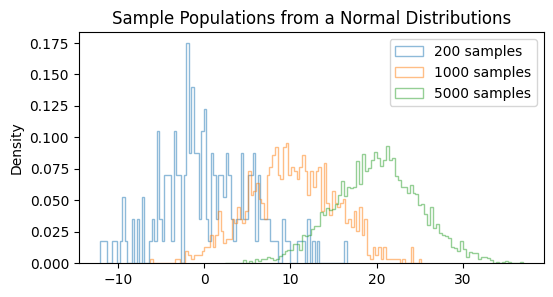 Sample Populations from a Normal Distributions
0.175
0.150
0.125
0.100
0.075
0.050
0.025
0.000
Density
200 samples
1000 samples
5000 samples
−10
0
10
20
30